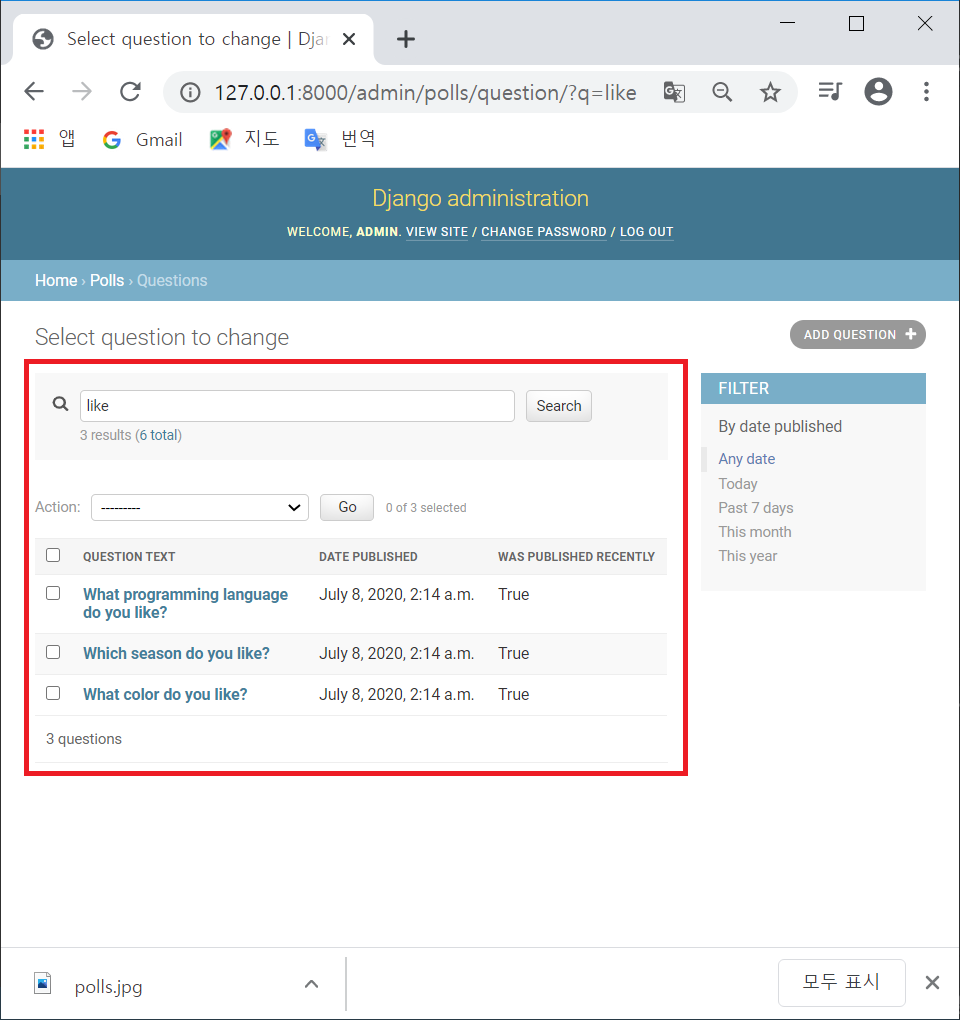 Select question to change | Djan
127.0.0.1:8000/admin/polls/question/?q=like
앱 Gmail 지도 번역
Django administration
WELCOME, ADMIN. VIEW SITE / CHANGE PASSWORD / LOG OUT
Home › Polls › Questions
Select question to change
ADD QUESTION +
like Search
3 results (6 total)
Action: --------- Go 0 of 3 selected
QUESTION TEXT DATE PUBLISHED WAS PUBLISHED RECENTLY
What programming language July 8, 2020, 2:14 a.m. True
do you like?
Which season do you like? July 8, 2020, 2:14 a.m. True
What color do you like? July 8, 2020, 2:14 a.m. True
3 questions
FILTER
By date published
Any date
Today
Past 7 days
This month
This year
polls.jpg 모두 표시